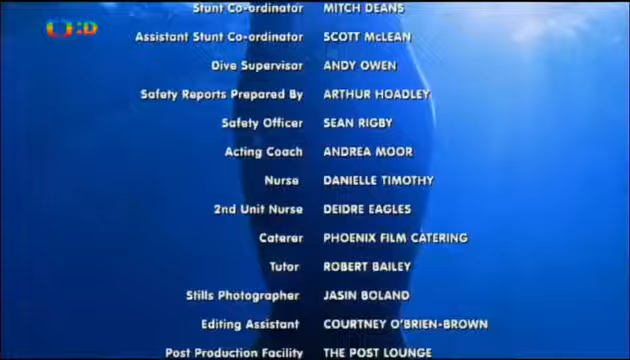 Stunt Co-ordinator MITCH DEANS
:D
Assistant Stunt Co-ordinator SCOTT McLEAN
Dive Supervisor ANDY OWEN
Safety Reports Prepared By ARTHUR HOADLEY
Safety Officer SEAN RIGBY
Acting Coach ANDREA MOOR
Nurse DANIELLE TIMOTHY
2nd Unit Nurse DEIDRE EAGLES
Caterer PHOENIX FILM CATERING
Tutor ROBERT BAILEY
Stills Photographer JASIN BOLAND
Editing Assistant COURTNEY O'BRIEN-BROWN
Post Production Facility THE POST LOUNGE